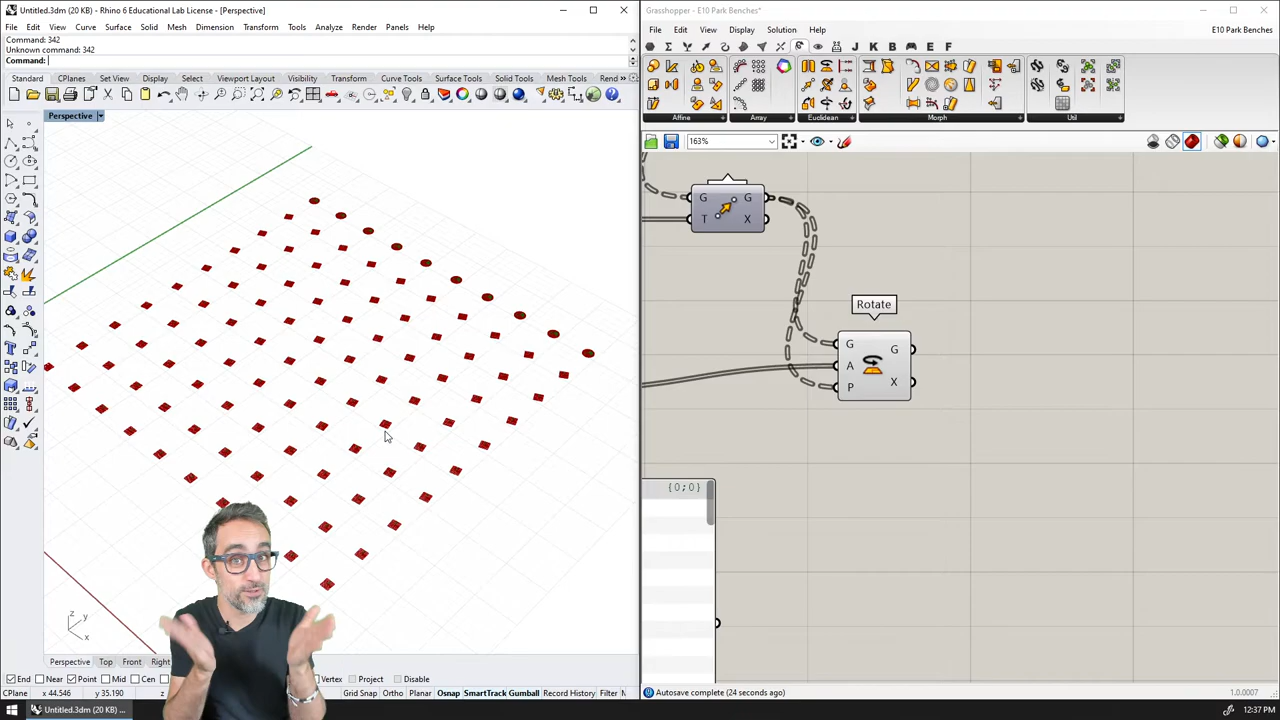 Untitled.3dm (20 KB) - Rhino 6 Educational Lab License - [Perspective]
File Edit View Curve Surface Solid Mesh Dimension Transform Tools Analyze Render Panels Help
Command: 342
Unknown command: 342
Command:
Standard CPlanes Set View Display Select Viewport Layout Visibility Transform Curve Tools Surface Tools Solid Tools Mesh Tools Rend
Perspective
z
y
x
Perspective Top Front Right
End Near Point Mid Cen Vertex Project Disable
CPlane x 44.546 y 35.190 z Grid Snap Ortho Planar Osnap SmartTrack Gumball Record History Filter
Untitled.3dm (20 KB) ...
Grasshopper - E10 Park Benches*
File Edit View Display Solution Help
E10 Park Benches*
J K B E F
Affine Array Euclidean Morph Util
163%
G G
T X
Rotate
G G
A
P X
{0;0}
Autosave complete (24 seconds ago)
1.0.0007
12:37 PM